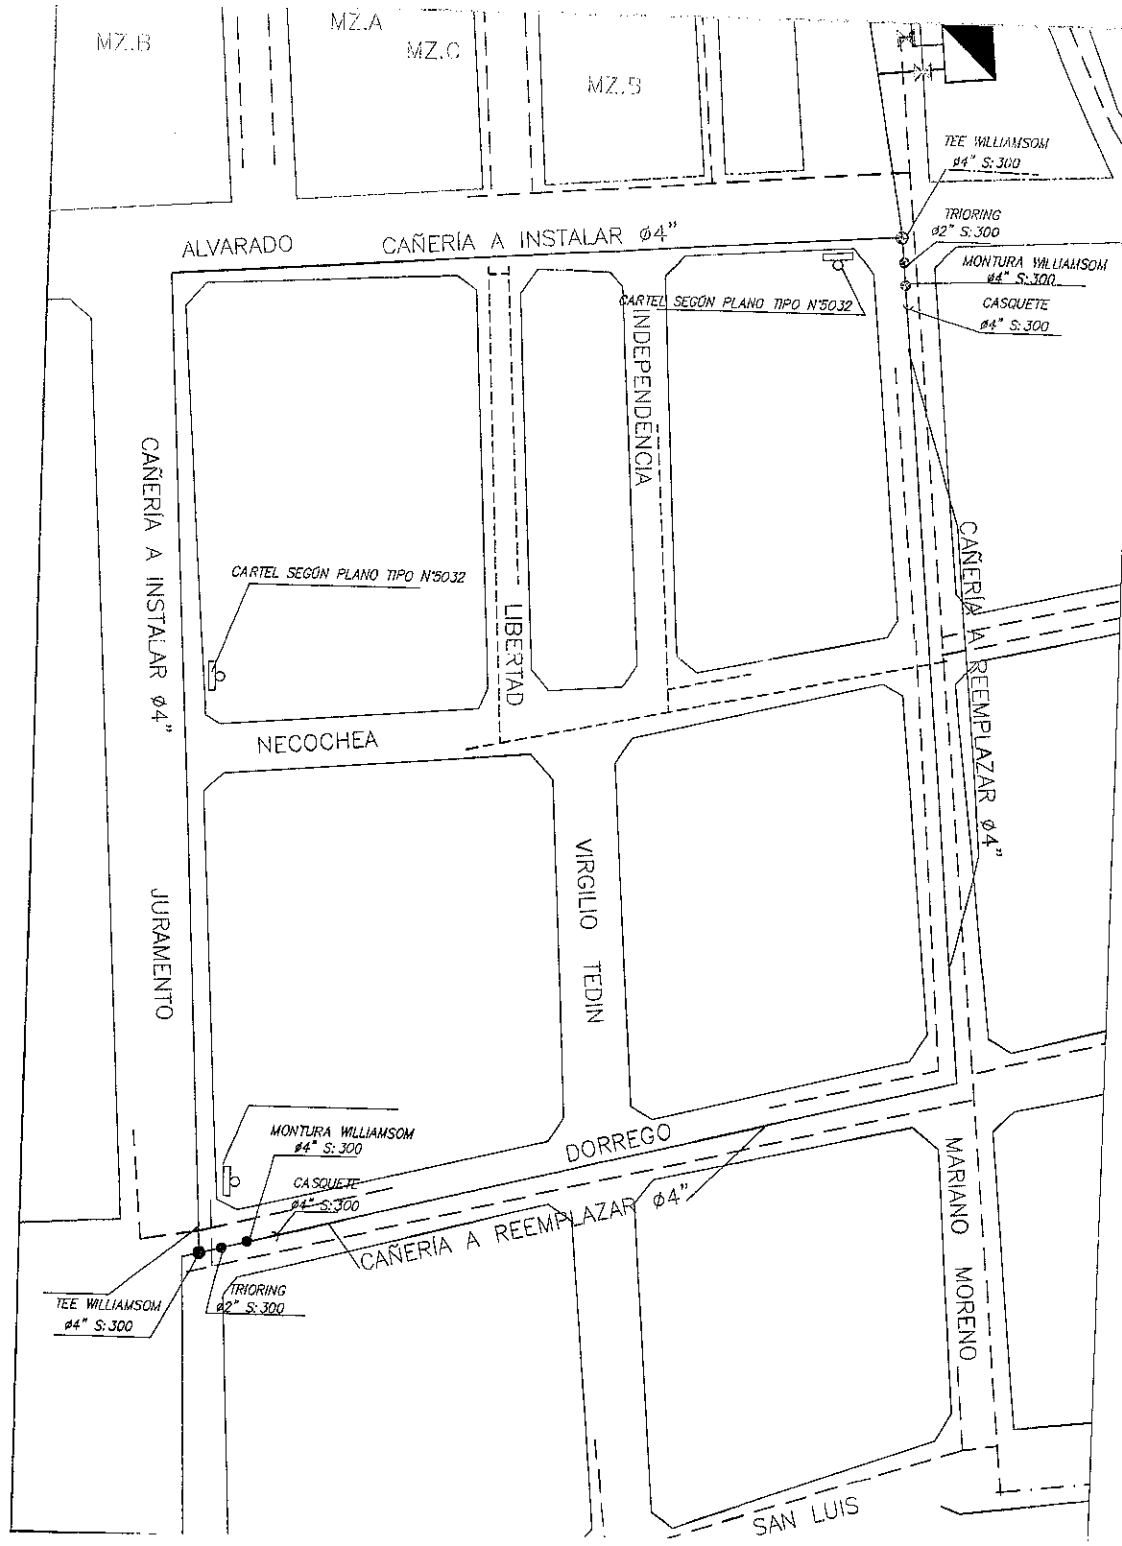 MZ.B
MZ.A
MZ.C
MZ.S
TEE WILLIAMSOM
ø4" S:300
TRIORING
ø2" S:300
MONTURA WILLIAMSOM
ø4" S:300
CASQUETE
ø4" S:300
ALVARADO
CAÑERÍA A INSTALAR ø4"
CARTEL SEGÚN PLANO TIPO N°5032
INDEPENDENCIA
CAÑERÍA A INSTALAR ø4"
CARTEL SEGÚN PLANO TIPO N°5032
LIBERTAD
CAÑERÍA A REEMPLAZAR ø4"
NECOCHEA
VIRGILIO TEDIN
JURAMENTO
MONTURA WILLIAMSOM
ø4" S:300
CASQUETE
ø4" S:300
DORREGO
CAÑERÍA A REEMPLAZAR ø4"
MARIANO MORENO
TEE WILLIAMSOM
ø4" S:300
TRIORING
ø2" S:300
SAN LUIS